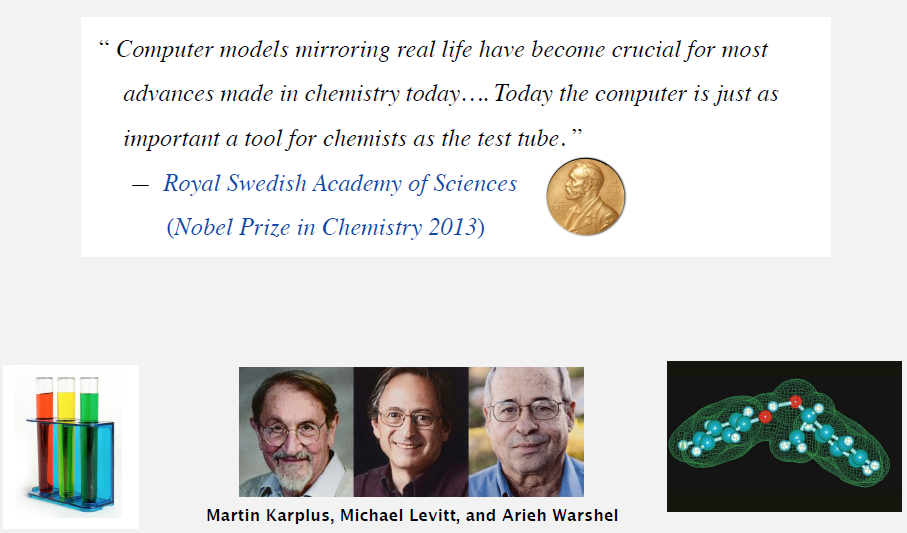 “ Computer models mirroring real life have become crucial for most
advances made in chemistry today…. Today the computer is just as
important a tool for chemists as the test tube. ”
— Royal Swedish Academy of Sciences
(Nobel Prize in Chemistry 2013)
Martin Karplus, Michael Levitt, and Arieh Warshel